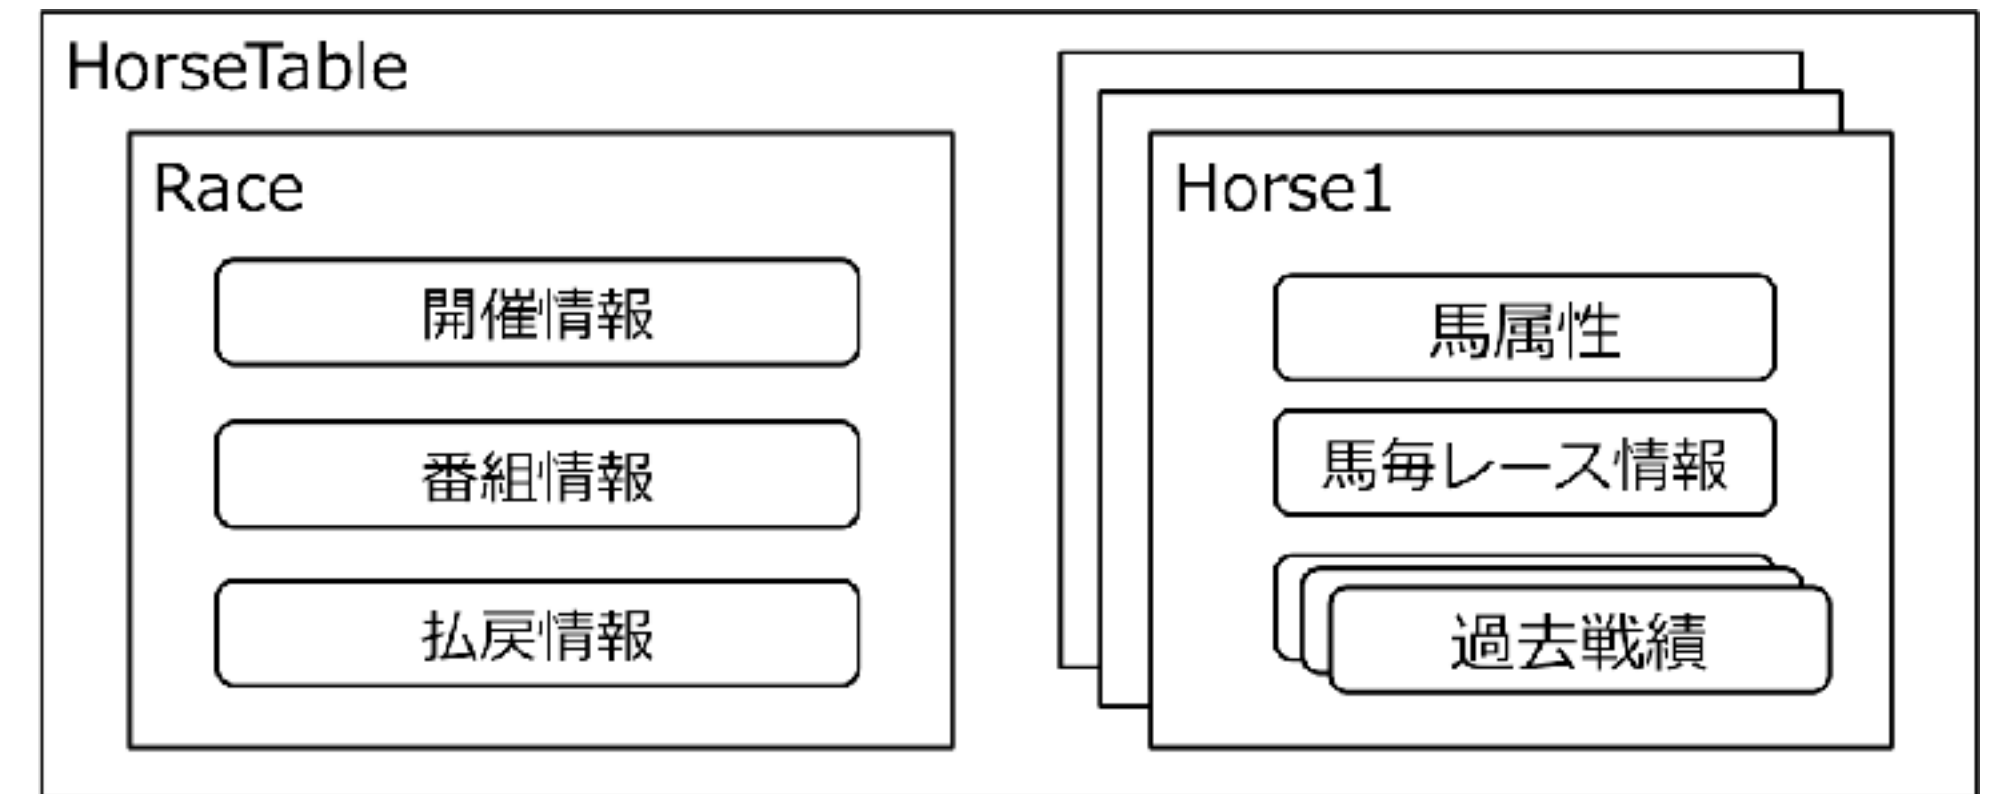 HorseTable
Race
開催情報
番組情報
払戻情報
Horse1
馬属性
馬毎レース情報
過去戦績